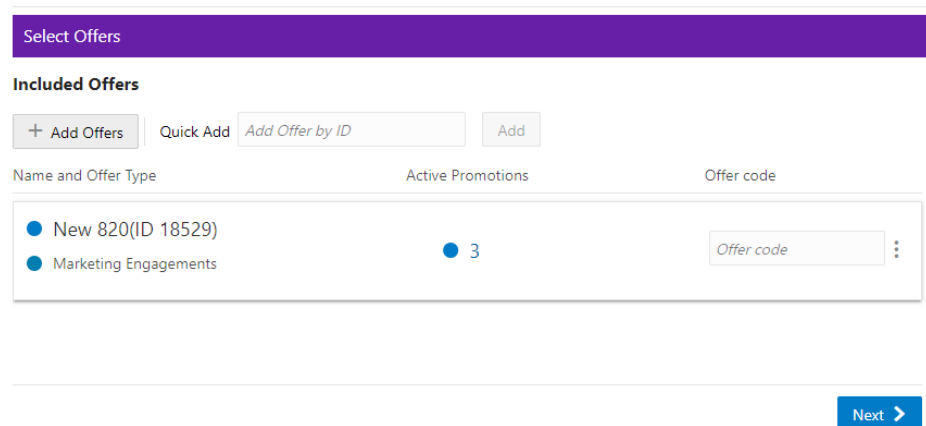 Select Offers
Included Offers
+ Add Offers Quick Add Add Offer by ID Add
Name and Offer Type Active Promotions Offer code
New 820(ID 18529)
Marketing Engagements
3
Offer code
Next